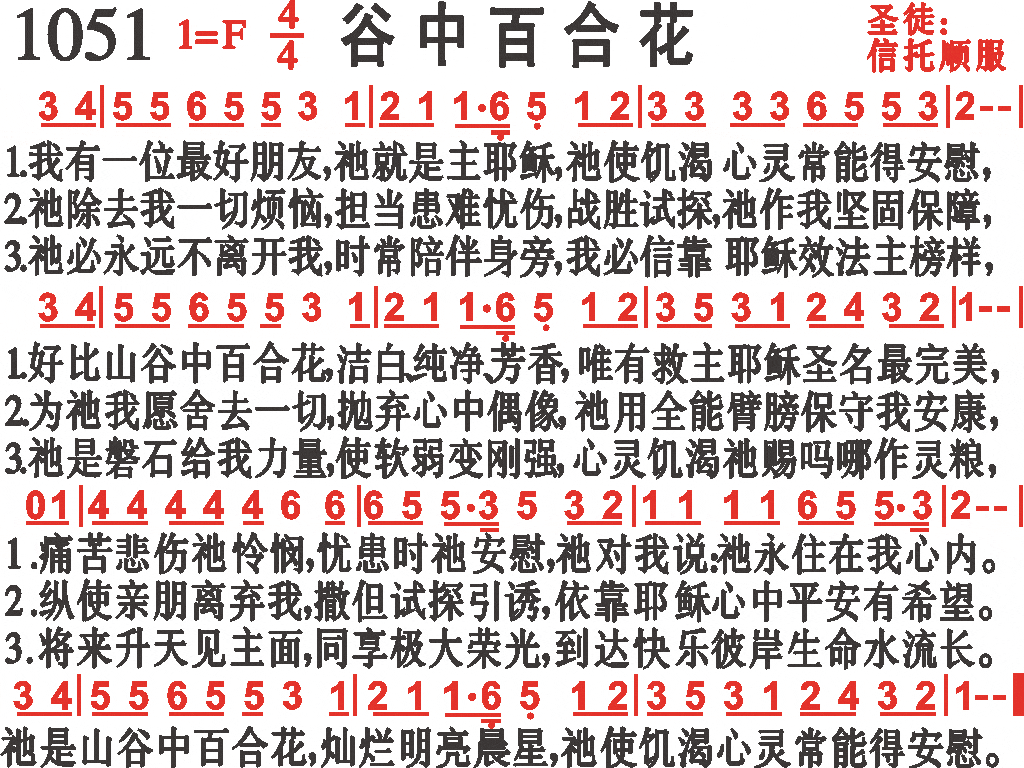 1051 1=F 4/4 谷中百合花 圣徒：
信托顺服
3 4|5 5 6 5 5 3 1|2 1 1·6 5 1 2|3 3 3 3 6 5 5 3|2--|
1.我有一位最好朋友,祂就是主耶稣,祂使饥渴 心灵常能得安慰,
2.祂除去我一切烦恼,担当患难忧伤,战胜试探,祂作我坚固保障,
3.祂必永远不离开我,时常陪伴身旁,我必信靠 耶稣效法主榜样,
3 4|5 5 6 5 5 3 1|2 1 1·6 5 1 2|3 5 3 1 2 4 3 2|1--|
1.好比山谷中百合花,洁白、纯净、芳香,唯有救主耶稣圣名最完美,
2.为祂我愿舍去一切,抛弃心中偶像,祂用全能臂膀保守我安康,
3.祂是磐石给我力量,使软弱变刚强,心灵饥渴祂赐吗哪作灵粮,
01|4 4 4 4 4 6 6|6 5 5·3 5 3 2|1 1 1 1 6 5 5·3|2--|
1.痛苦悲伤祂怜悯,忧患时祂安慰,祂对我说:祂永住在我心内。
2.纵使亲朋离弃我,撒但试探引诱,依靠耶稣心中平安有希望。
3.将来升天见主面,同享极大荣光,到达快乐彼岸生命水流长。
3 4|5 5 6 5 5 3 1|2 1 1·6 5 1 2|3 5 3 1 2 4 3 2|1--
祂是山谷中百合花,灿烂明亮晨星,祂使饥渴心灵常能得安慰。